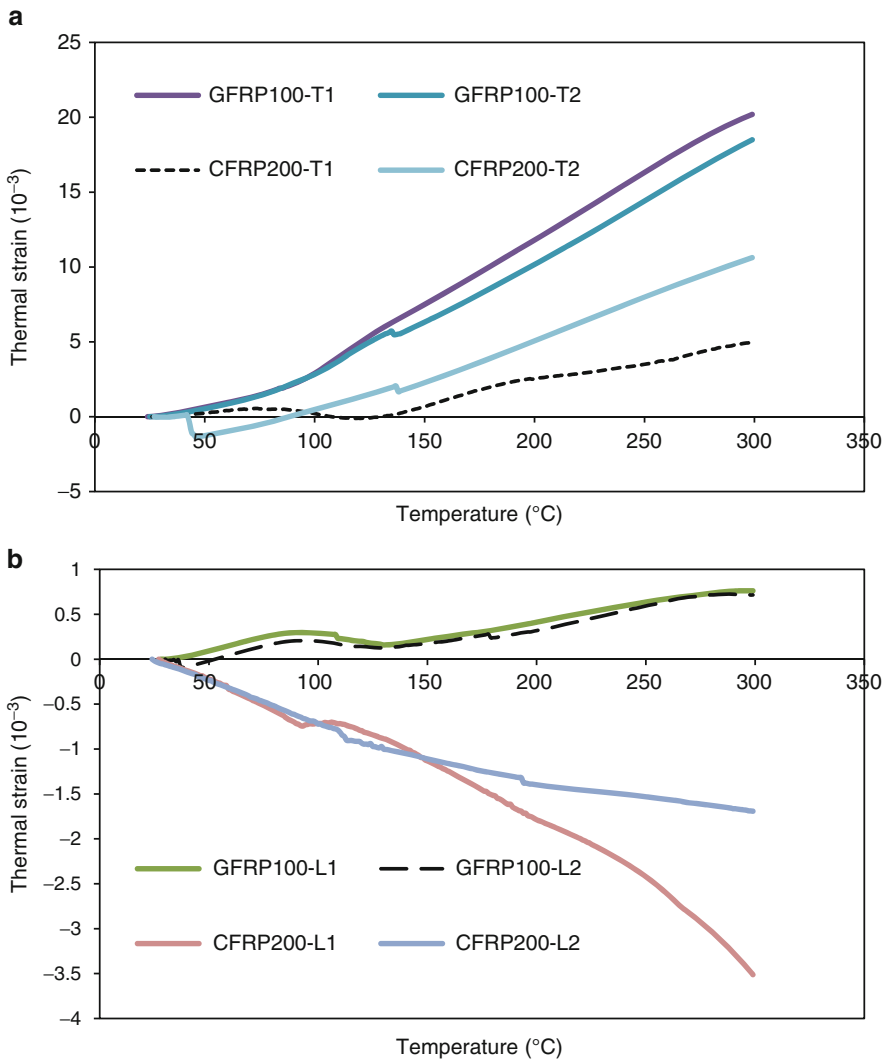 a
25
20
15
10
5
0
−5
Thermal strain (10⁻³)
GFRP100-T1 GFRP100-T2
CFRP200-T1 CFRP200-T2
0 50 100 150 200 250 300 350
Temperature (°C)
b
1
0.5
0
−0.5
−1
−1.5
−2
−2.5
−3
−3.5
−4
Thermal strain (10⁻³)
0 50 100 150 200 250 300 350
GFRP100-L1 GFRP100-L2
CFRP200-L1 CFRP200-L2
Temperature (°C)